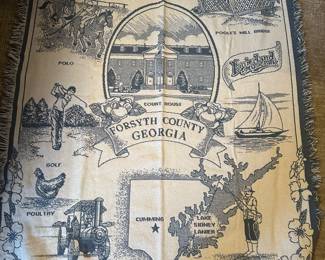 POLO
POOLE'S MILL BRIDGE
COURT HOUSE
FORSYTH COUNTY
GEORGIA
GOLF
POULTRY
CUMMING
LAKE
SIDNEY
LANIER